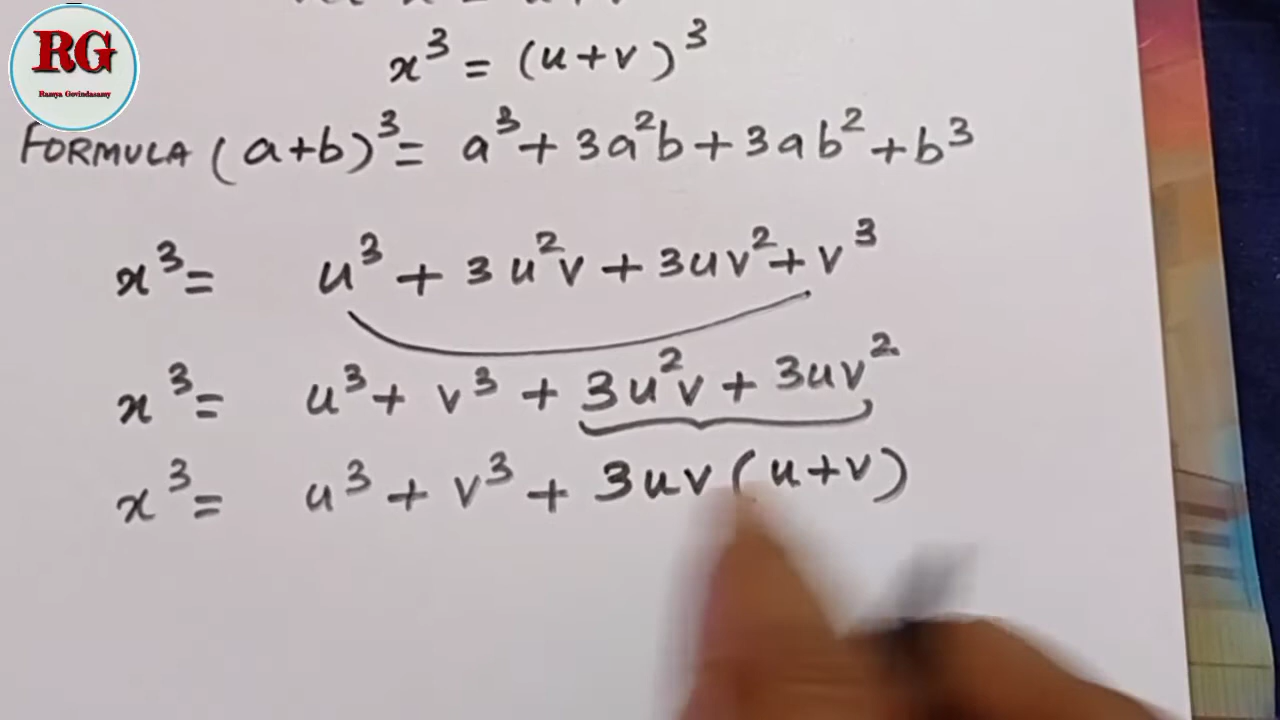 RG
Ramya Govindasamy
x³ = (u+v)³
FORMULA (a+b)³ = a³ + 3a²b + 3ab² + b³
x³ = u³ + 3u²v + 3uv² + v³
x³ = u³ + v³ + 3u²v + 3uv²
x³ = u³ + v³ + 3uv(u+v)